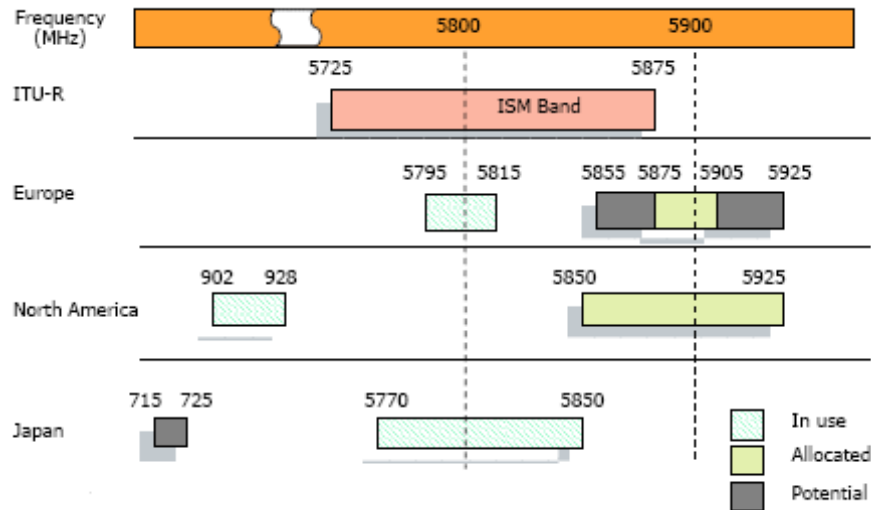 Frequency
(MHz)
5800
5900
5725
5875
ITU-R
ISM Band
5795
5815
5855
5875
5905
5925
Europe
902
928
5850
5925
North America
715
725
5770
5850
Japan
In use
Allocated
Potential